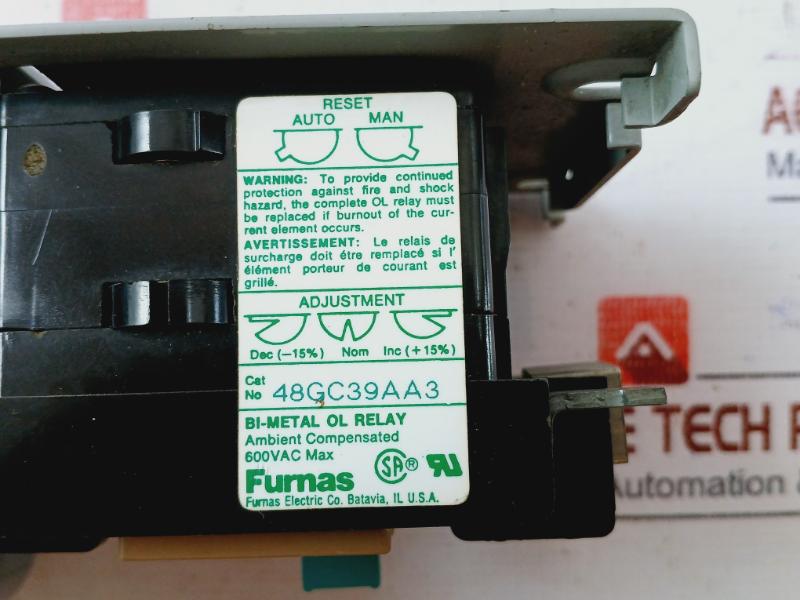 RESET
AUTO MAN
WARNING: To provide continued
protection against fire and shock
hazard, the complete OL relay must
be replaced if burnout of the cur-
rent element occurs.
AVERTISSEMENT: Le relais de
surcharge doit étre remplacé si l'
élément porteur de courant est
grillé.
ADJUSTMENT
Dec (-15%) Nom Inc (+15%)
Cat
No 48GC39AA3
BI-METAL OL RELAY
Ambient Compensated
600VAC Max
SA®
Furnas
Furnas Electric Co. Batavia, IL U.S.A.
TECH
Automation